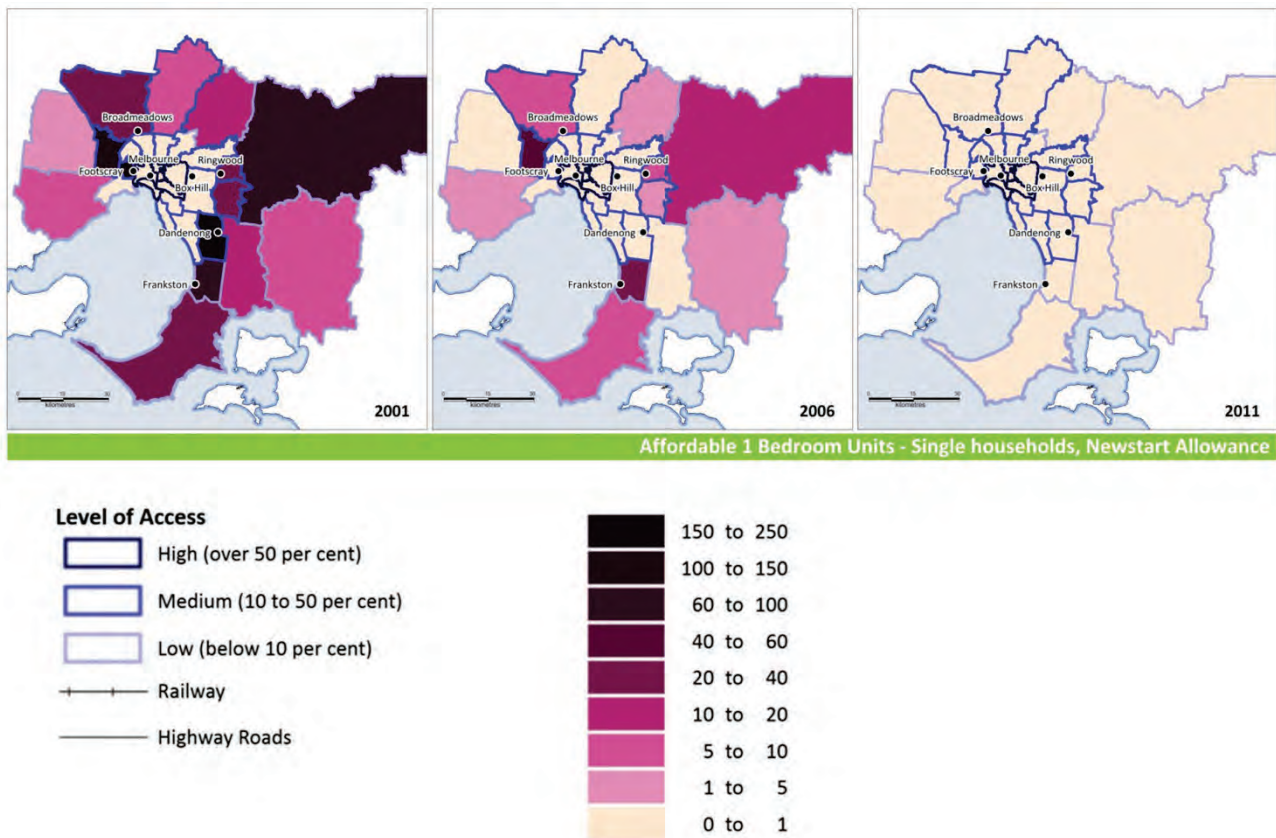 Broadmeadows
Melbourne
Ringwood
Footscray
Box Hill
Dandenong
Frankston
kilometres
2001
Broadmeadows
Melbourne
Ringwood
Footscray
Box Hill
Dandenong
Frankston
kilometres
2006
Broadmeadows
Melbourne
Ringwood
Footscray
Box Hill
Dandenong
Frankston
kilometres
2011
Affordable 1 Bedroom Units - Single households, Newstart Allowance
Level of Access
High (over 50 per cent)
Medium (10 to 50 per cent)
Low (below 10 per cent)
Railway
Highway Roads
150 to 250
100 to 150
60 to 100
40 to 60
20 to 40
10 to 20
5 to 10
1 to 5
0 to 1